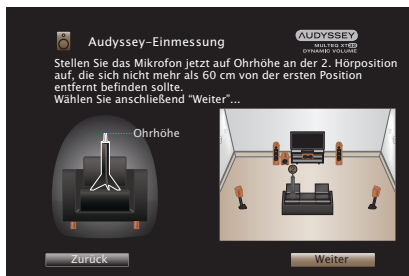 Audyssey-Einmessung
AUDYSSEY
MULTEQ XT32
DYNAMIC VOLUME
Stellen Sie das Mikrofon jetzt auf Ohrhöhe an der 2. Hörposition
auf, die sich nicht mehr als 60 cm von der ersten Position
entfernt befinden sollte.
Wählen Sie anschließend “Weiter”...
Ohrhöhe
Zurück
Weiter